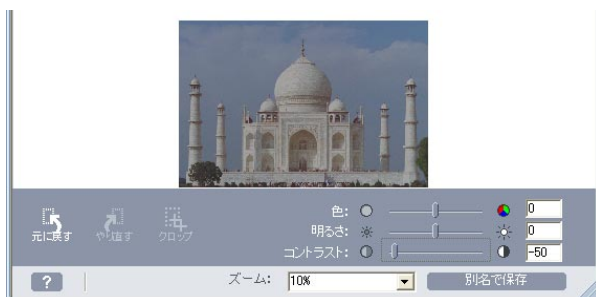 色: 0
明るさ: 0
コントラスト: -50
元に戻す やり直す クロップ
? ズーム: 10% 別名で保存